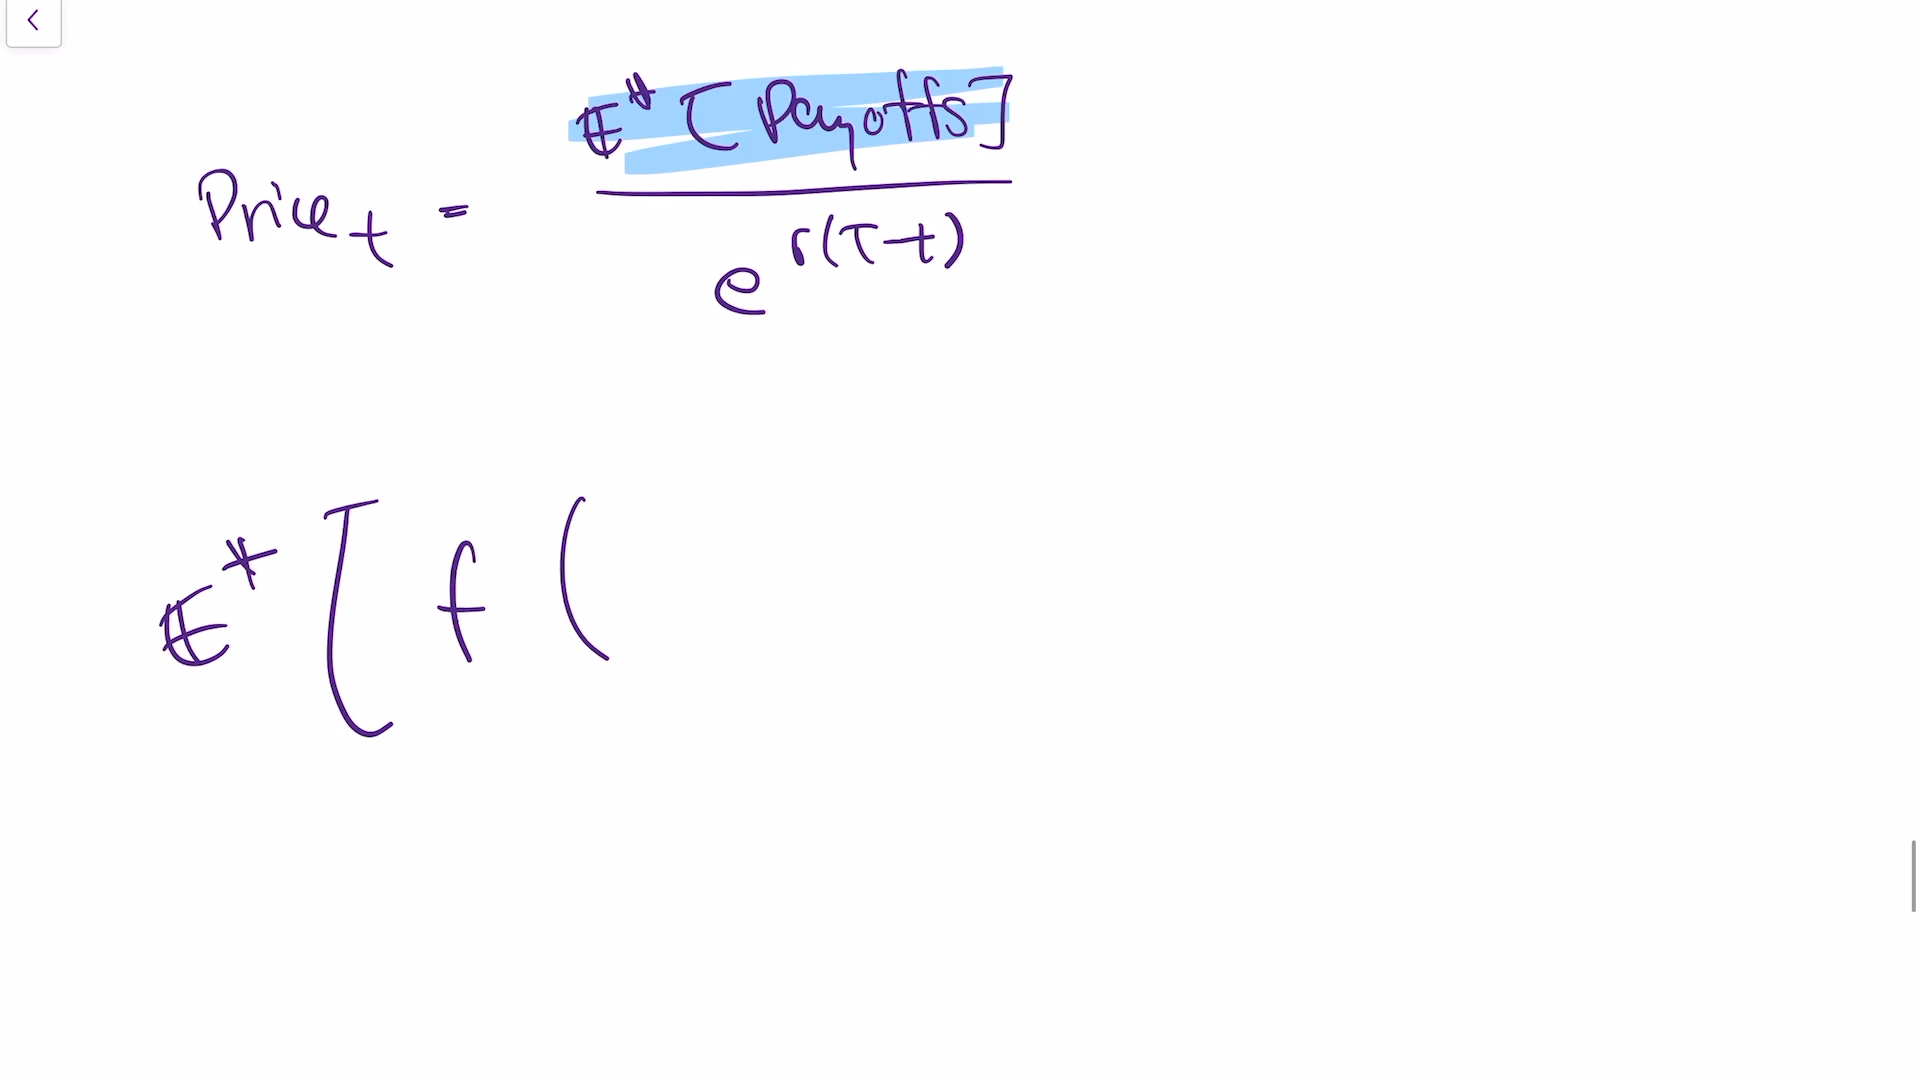 E* [Payoffs]
Price_t =
e^{r(T-t)}
E* [ f (